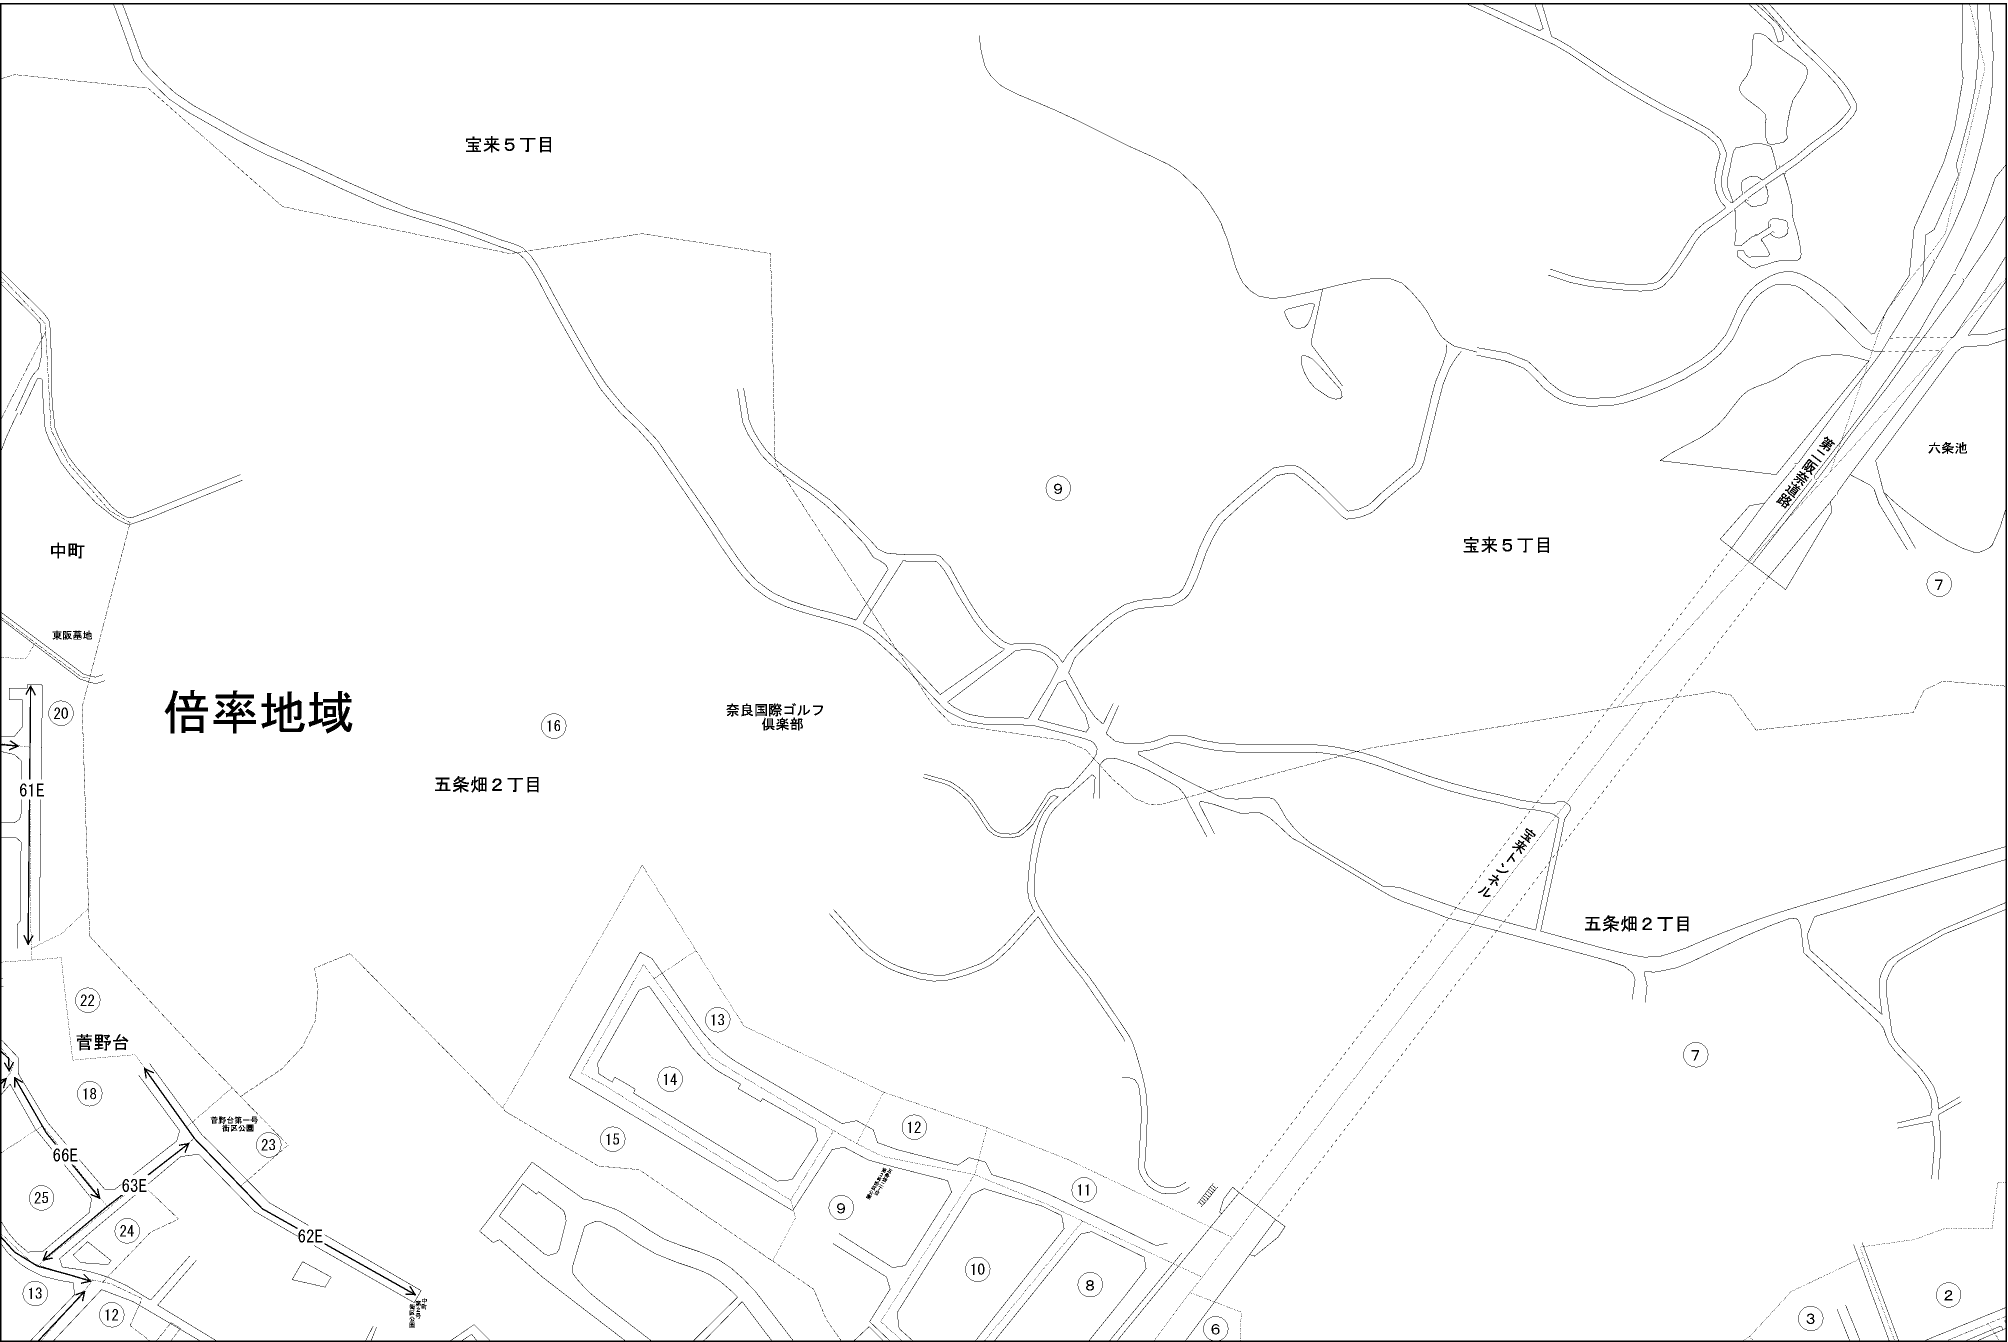 宝来５丁目
⑨
宝来５丁目
第二阪奈道路
六条池
⑦
中町
東阪墓地
⑳
倍率地域
⑯
奈良国際ゴルフ
倶楽部
五条畑２丁目
61E
宝来トンネル
五条畑２丁目
㉒
菅野台
⑬
⑦
⑭
⑱
菅野台第一号
街区公園
㉓
⑮
⑫
66E
63E
㉕
⑨
⑪
㉔
62E
⑩
⑧
⑬
⑫
⑥
③
②